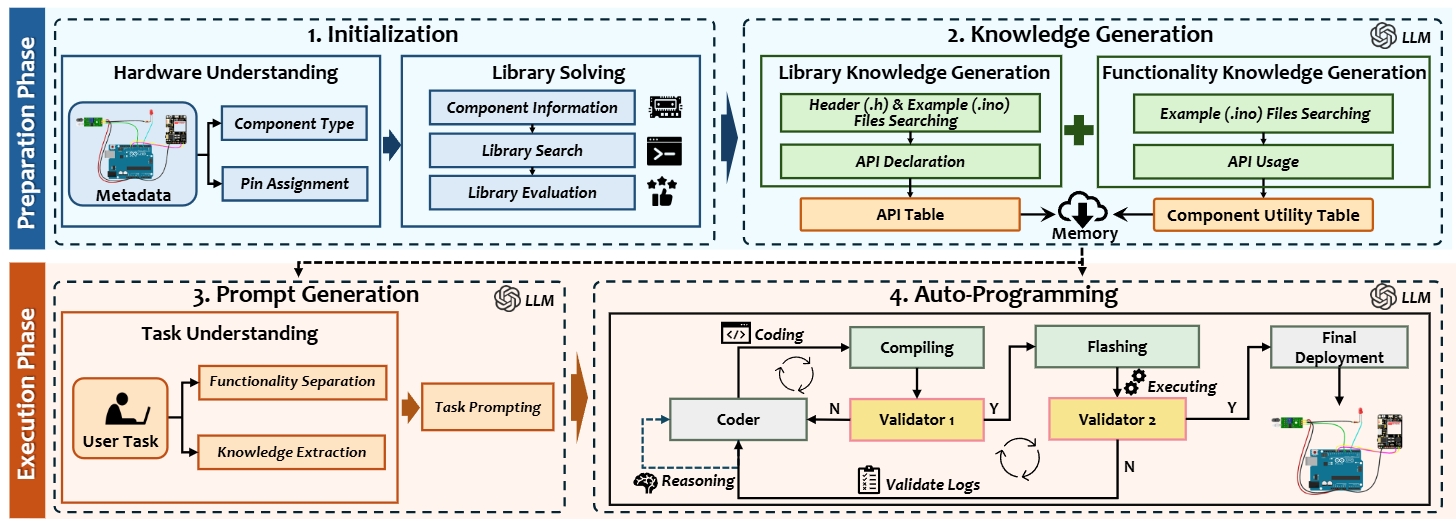 Preparation Phase
1. Initialization
Hardware Understanding
Metadata
Component Type
Pin Assignment
Library Solving
Component Information
Library Search
Library Evaluation
2. Knowledge Generation
LLM
Library Knowledge Generation
Header (.h) & Example (.ino)
Files Searching
API Declaration
API Table
Functionality Knowledge Generation
Example (.ino) Files Searching
API Usage
Component Utility Table
Memory
Execution Phase
3. Prompt Generation
LLM
Task Understanding
User Task
Functionality Separation
Knowledge Extraction
Task Prompting
4. Auto-Programming
LLM
Coding
Compiling
Flashing
Final
Deployment
Executing
Coder
N
Validator 1
Y
Validator 2
Y
N
Reasoning
Validate Logs